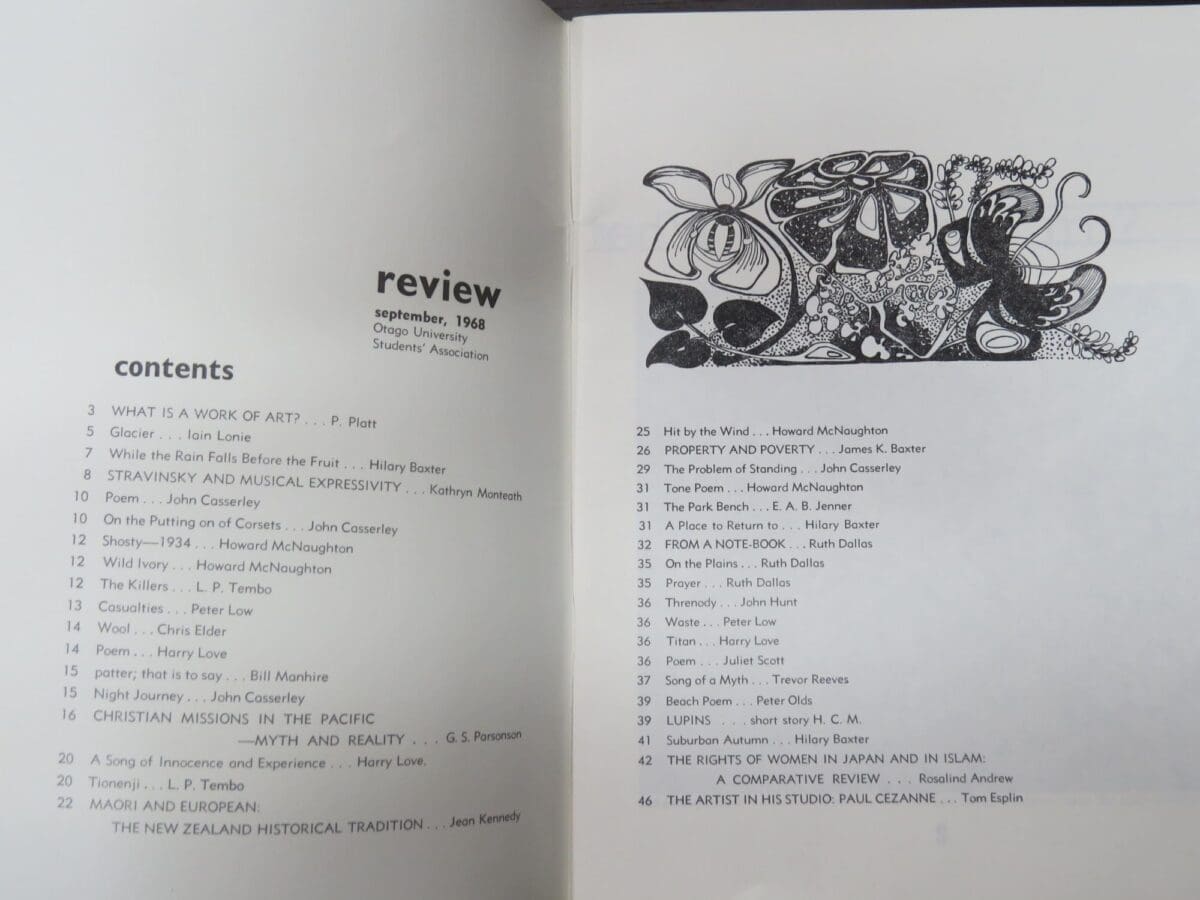 review
september, 1968
Otago University
Students' Association
contents
3 WHAT IS A WORK OF ART? . . . P. Platt
5 Glacier . . . Iain Lonie
7 While the Rain Falls Before the Fruit . . . Hilary Baxter
8 STRAVINSKY AND MUSICAL EXPRESSIVITY . . . Kathryn Monteath
10 Poem . . . John Casserley
10 On the Putting on of Corsets . . . John Casserley
12 Shosty—1934 . . . Howard McNaughton
12 Wild Ivory . . . Howard McNaughton
12 The Killers . . . L. P. Tembo
13 Casualties . . . Peter Low
14 Wool . . . Chris Elder
14 Poem . . . Harry Love
15 patter; that is to say . . . Bill Manhire
15 Night Journey . . . John Casserley
16 CHRISTIAN MISSIONS IN THE PACIFIC
—MYTH AND REALITY . . . G. S. Parsonson
20 A Song of Innocence and Experience . . . Harry Love.
20 Tionenji . . . L. P. Tembo
22 MAORI AND EUROPEAN:
THE NEW ZEALAND HISTORICAL TRADITION . . . Jean Kennedy
25 Hit by the Wind . . . Howard McNaughton
26 PROPERTY AND POVERTY . . . James K. Baxter
29 The Problem of Standing . . . John Casserley
31 Tone Poem . . . Howard McNaughton
31 The Park Bench . . . E. A. B. Jenner
31 A Place to Return to . . . Hilary Baxter
32 FROM A NOTE-BOOK . . . Ruth Dallas
35 On the Plains . . . Ruth Dallas
35 Prayer . . . Ruth Dallas
36 Threnody . . . John Hunt
36 Waste . . . Peter Low
36 Titan . . . Harry Love
36 Poem . . . Juliet Scott
37 Song of a Myth . . . Trevor Reeves
39 Beach Poem . . . Peter Olds
39 LUPINS . . . short story H. C. M.
41 Suburban Autumn . . . Hilary Baxter
42 THE RIGHTS OF WOMEN IN JAPAN AND IN ISLAM:
A COMPARATIVE REVIEW . . . Rosalind Andrew
46 THE ARTIST IN HIS STUDIO: PAUL CEZANNE . . . Tom Esplin